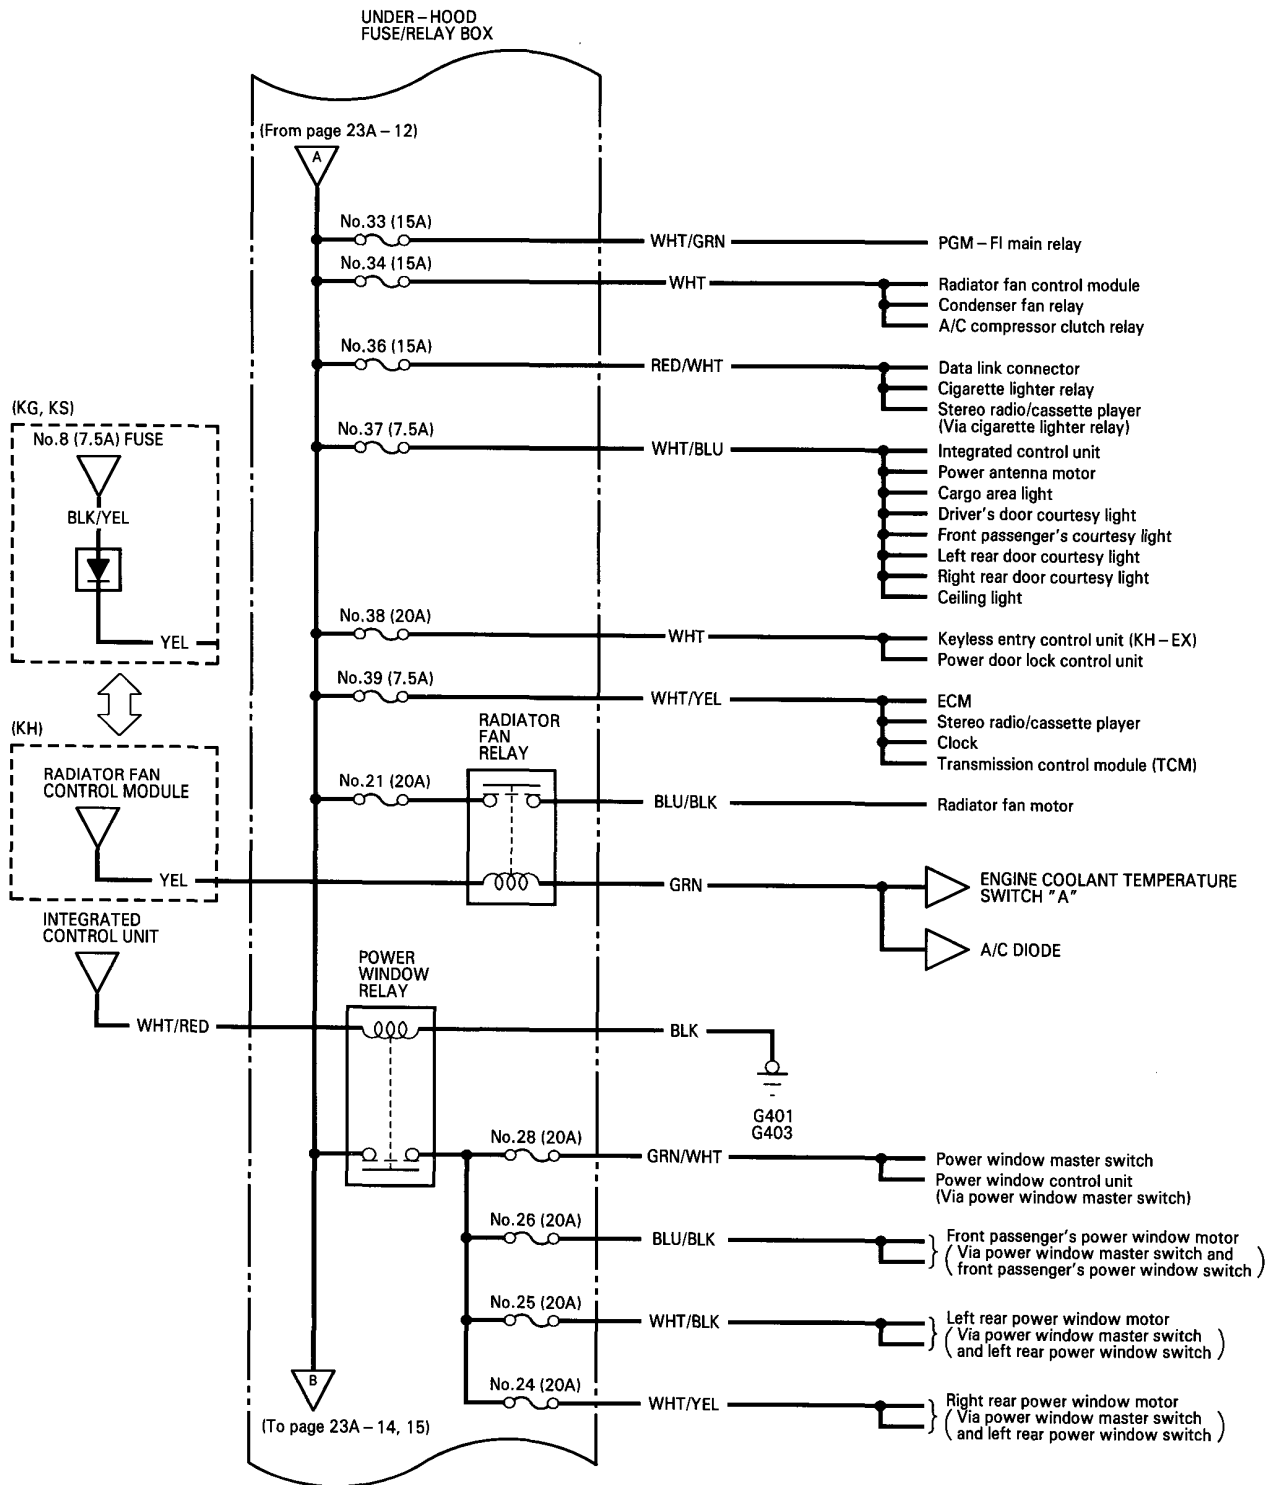 UNDER-HOOD
FUSE/RELAY BOX
(From page 23A-12)
A
No.33 (15A)
WHT/GRN
PGM-FI main relay
No.34 (15A)
WHT
Radiator fan control module
Condenser fan relay
A/C compressor clutch relay
No.36 (15A)
RED/WHT
Data link connector
Cigarette lighter relay
Stereo radio/cassette player
(Via cigarette lighter relay)
(KG, KS)
No.8 (7.5A) FUSE
BLK/YEL
YEL
No.37 (7.5A)
WHT/BLU
Integrated control unit
Power antenna motor
Cargo area light
Driver's door courtesy light
Front passenger's courtesy light
Left rear door courtesy light
Right rear door courtesy light
Ceiling light
No.38 (20A)
WHT
Keyless entry control unit (KH-EX)
Power door lock control unit
No.39 (7.5A)
WHT/YEL
ECM
Stereo radio/cassette player
Clock
Transmission control module (TCM)
(KH)
RADIATOR FAN
CONTROL MODULE
YEL
RADIATOR
FAN
RELAY
No.21 (20A)
BLU/BLK
Radiator fan motor
GRN
ENGINE COOLANT TEMPERATURE
SWITCH "A"
A/C DIODE
INTEGRATED
CONTROL UNIT
WHT/RED
POWER
WINDOW
RELAY
BLK
G401
G403
No.28 (20A)
GRN/WHT
Power window master switch
Power window control unit
(Via power window master switch)
No.26 (20A)
BLU/BLK
Front passenger's power window motor
(Via power window master switch and
front passenger's power window switch)
No.25 (20A)
WHT/BLK
Left rear power window motor
(Via power window master switch
and left rear power window switch)
No.24 (20A)
WHT/YEL
Right rear power window motor
(Via power window master switch
and left rear power window switch)
B
(To page 23A-14, 15)